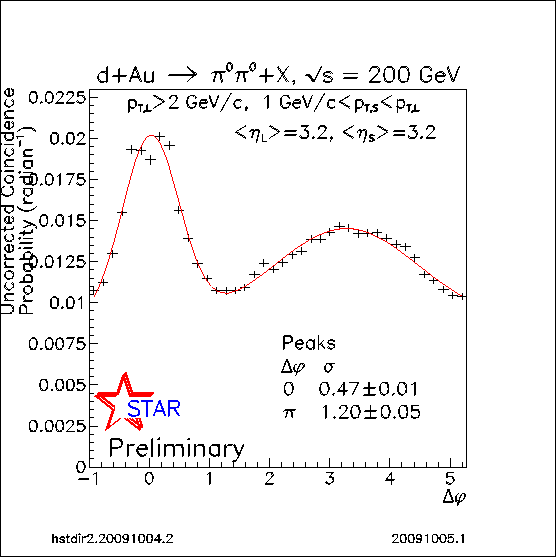 d+Au → π⁰π⁰+X, √s = 200 GeV
p_T,L>2 GeV/c, 1 GeV/c<p_T,S<p_T,L
<η_L>=3.2, <η_S>=3.2
Uncorrected Coincidence
Probability (radian⁻¹)
0.0225
0.02
0.0175
0.015
0.0125
0.01
0.0075
0.005
0.0025
0
Peaks
Δφ σ
0 0.47±0.01
π 1.20±0.05
STAR
Preliminary
-1 0 1 2 3 4 5
Δφ
hstdir2.20091004.2 20091005.1